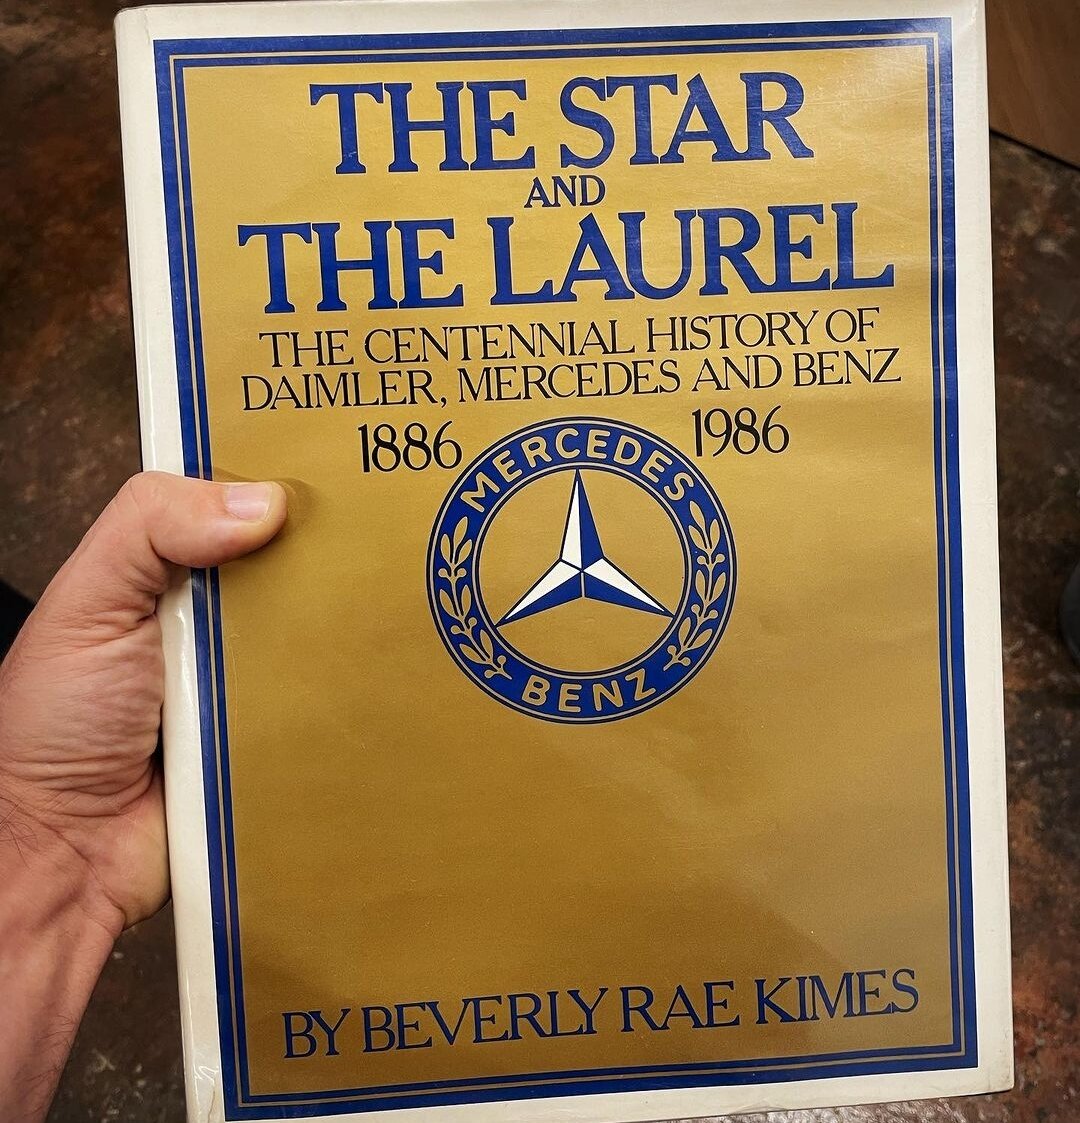 THE STAR
AND
THE LAUREL
THE CENTENNIAL HISTORY OF
DAIMLER, MERCEDES AND BENZ
1886 1986
MERCEDES
BENZ
BY BEVERLY RAE KIMES